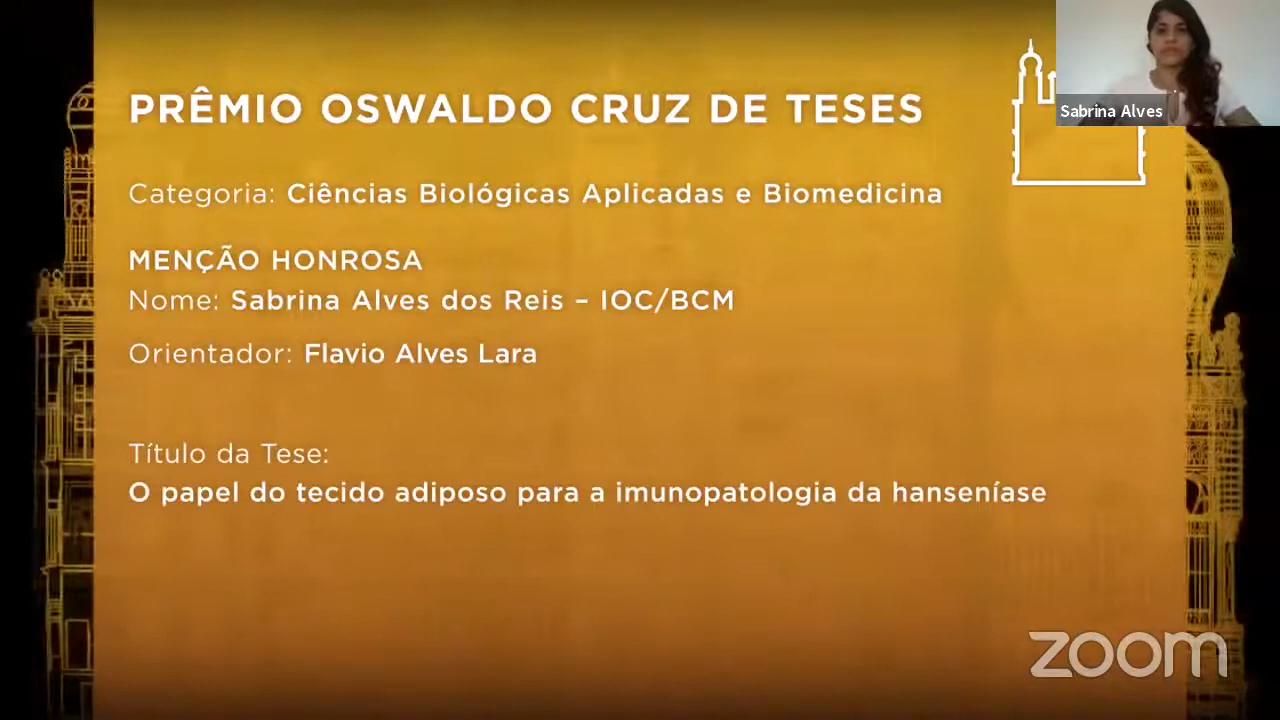 PRÊMIO OSWALDO CRUZ DE TESES
Sabrina Alves
Categoria: Ciências Biológicas Aplicadas e Biomedicina
MENÇÃO HONROSA
Nome: Sabrina Alves dos Reis – IOC/BCM
Orientador: Flavio Alves Lara
Título da Tese:
O papel do tecido adiposo para a imunopatologia da hanseníase
zoom